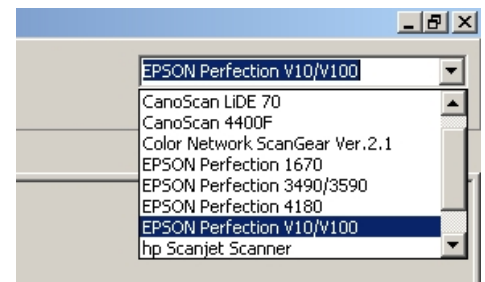 EPSON Perfection V10/V100
CanoScan LiDE 70
CanoScan 4400F
Color Network ScanGear Ver.2.1
EPSON Perfection 1670
EPSON Perfection 3490/3590
EPSON Perfection 4180
EPSON Perfection V10/V100
hp Scanjet Scanner